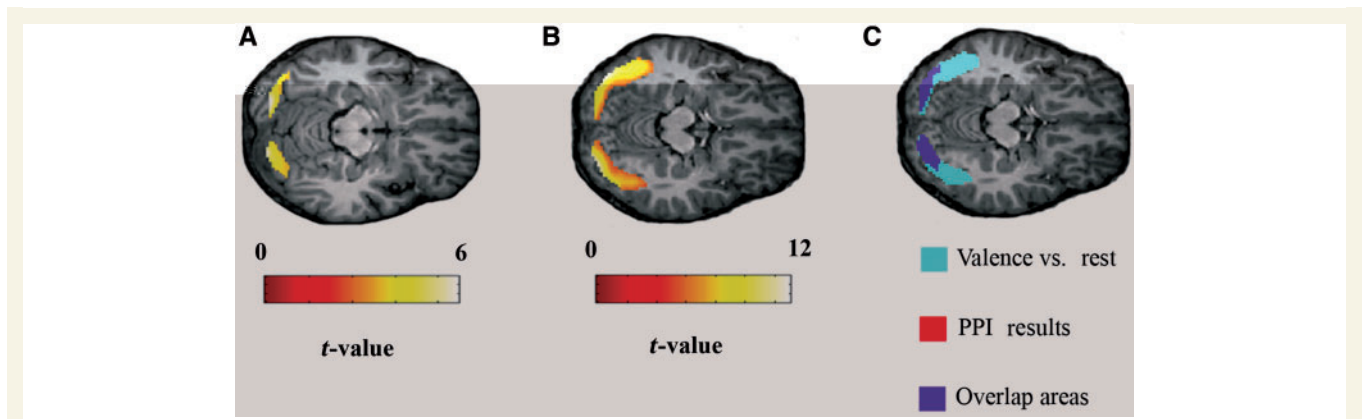 A
B
C
0 6
0 12
t-value
t-value
Valence vs. rest
PPI results
Overlap areas